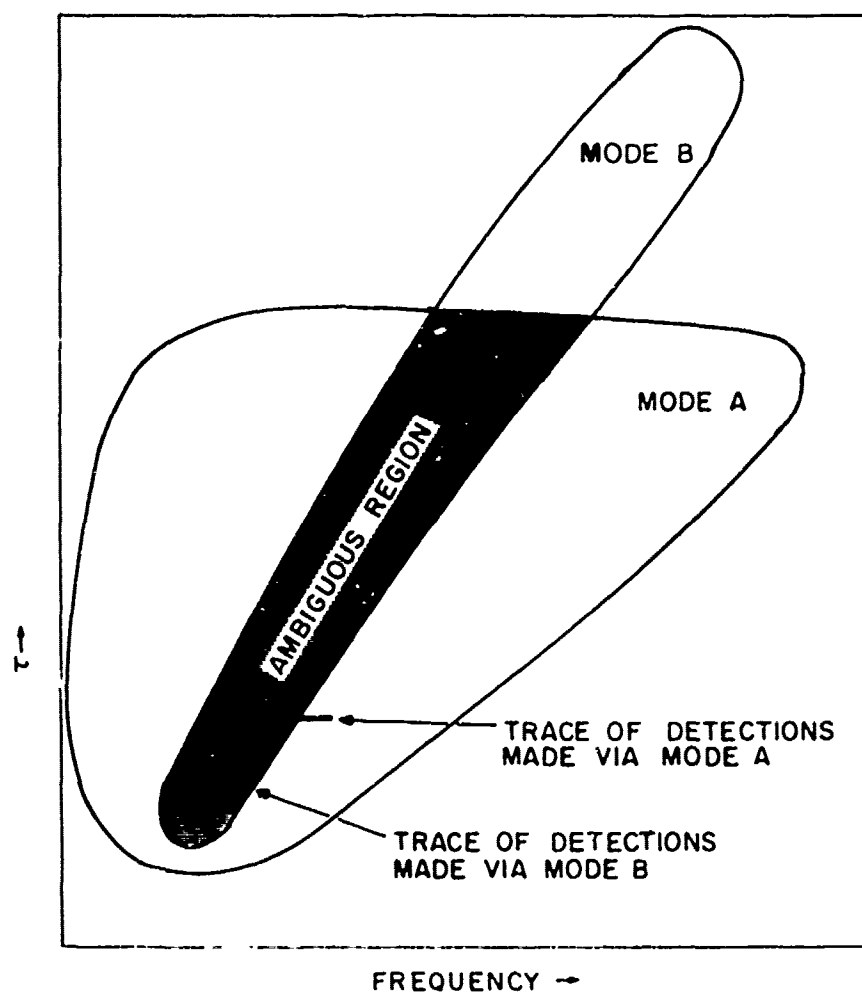 MODE B
MODE A
AMBIGUOUS REGION
τ→
TRACE OF DETECTIONS
MADE VIA MODE A
TRACE OF DETECTIONS
MADE VIA MODE B
FREQUENCY →